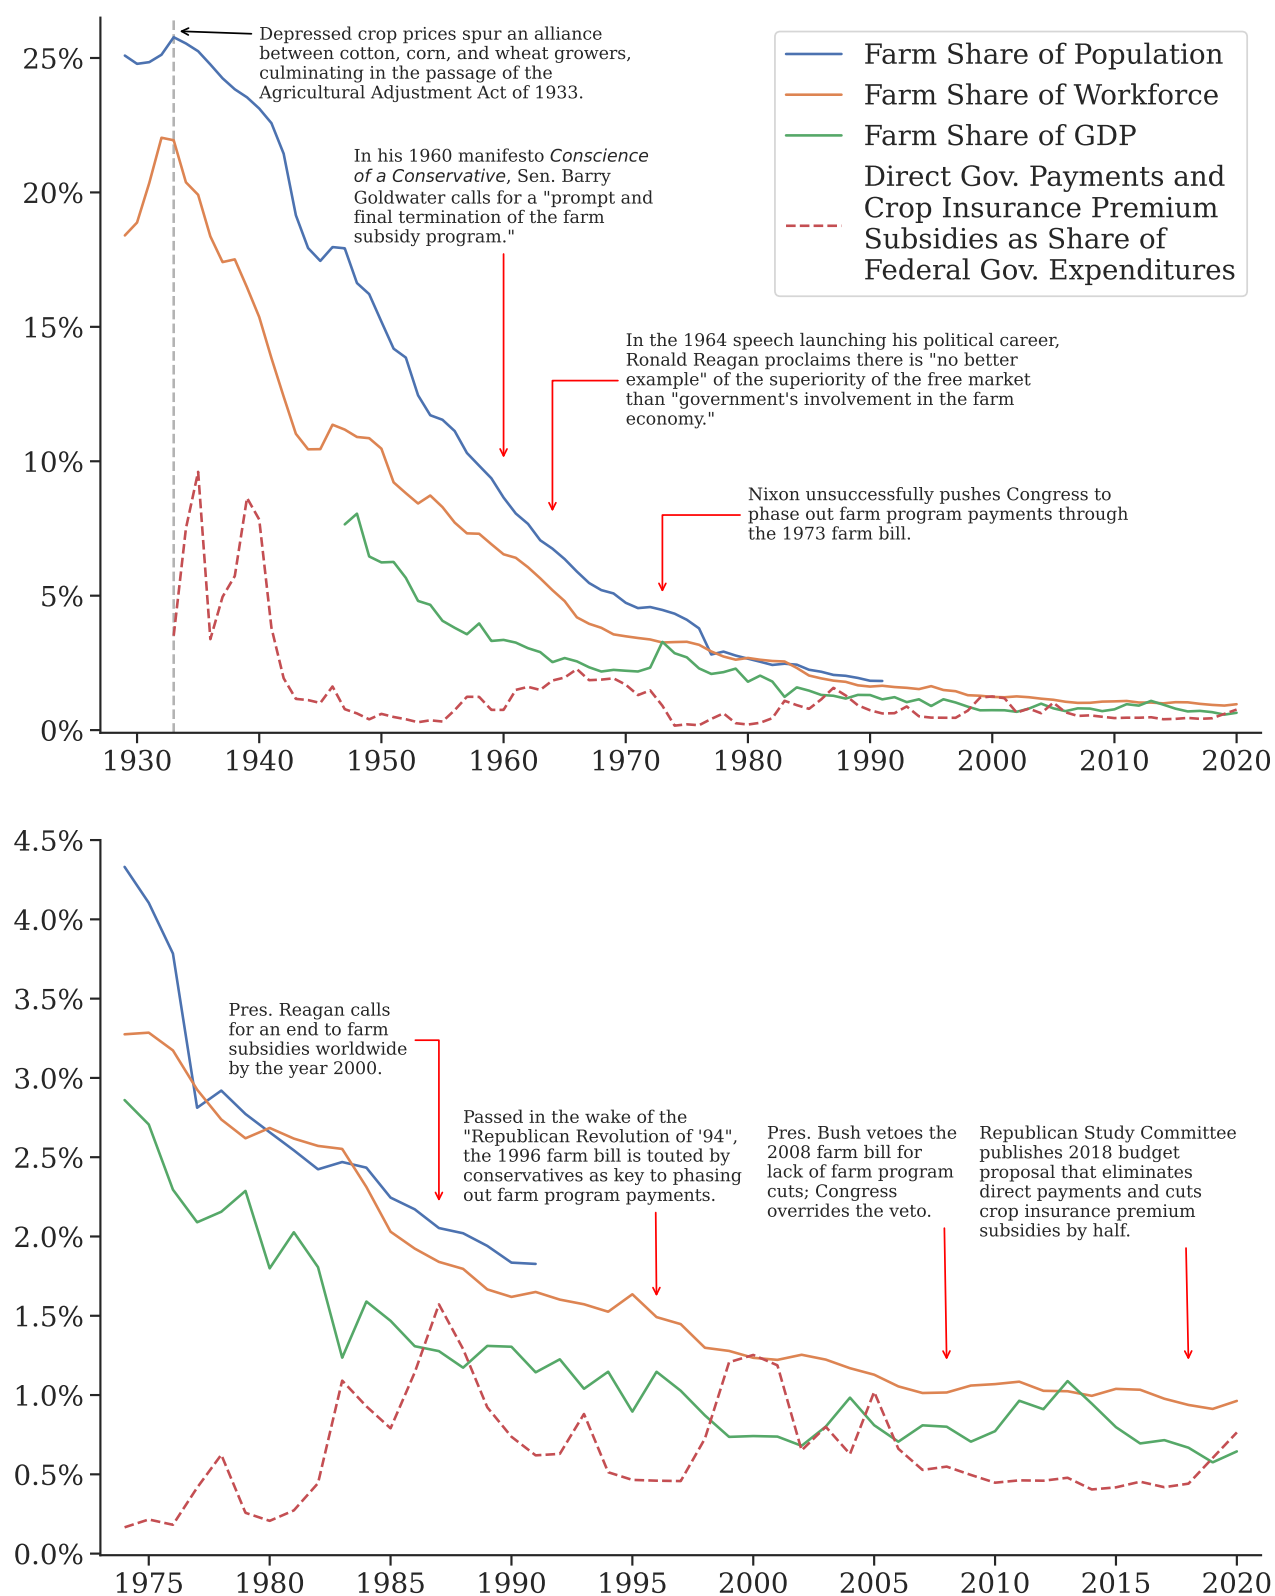 Depressed crop prices spur an alliance
between cotton, corn, and wheat growers,
culminating in the passage of the
Agricultural Adjustment Act of 1933.
Farm Share of Population
Farm Share of Workforce
Farm Share of GDP
Direct Gov. Payments and
Crop Insurance Premium
Subsidies as Share of
Federal Gov. Expenditures
In his 1960 manifesto Conscience
of a Conservative, Sen. Barry
Goldwater calls for a "prompt and
final termination of the farm
subsidy program."
In the 1964 speech launching his political career,
Ronald Reagan proclaims there is "no better
example" of the superiority of the free market
than "government's involvement in the farm
economy."
Nixon unsuccessfully pushes Congress to
phase out farm program payments through
the 1973 farm bill.
25%
20%
15%
10%
5%
0%
1930 1940 1950 1960 1970 1980 1990 2000 2010 2020
4.5%
4.0%
3.5%
3.0%
2.5%
2.0%
1.5%
1.0%
0.5%
0.0%
Pres. Reagan calls
for an end to farm
subsidies worldwide
by the year 2000.
Passed in the wake of the
"Republican Revolution of '94",
the 1996 farm bill is touted by
conservatives as key to phasing
out farm program payments.
Pres. Bush vetoes the
2008 farm bill for
lack of farm program
cuts; Congress
overrides the veto.
Republican Study Committee
publishes 2018 budget
proposal that eliminates
direct payments and cuts
crop insurance premium
subsidies by half.
1975 1980 1985 1990 1995 2000 2005 2010 2015 2020